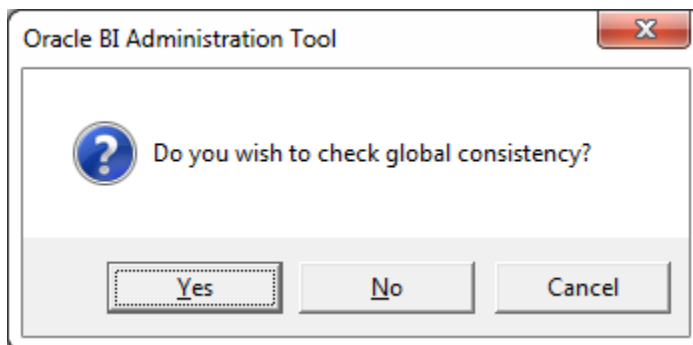 Oracle BI Administration Tool
Do you wish to check global consistency?
Yes
No
Cancel